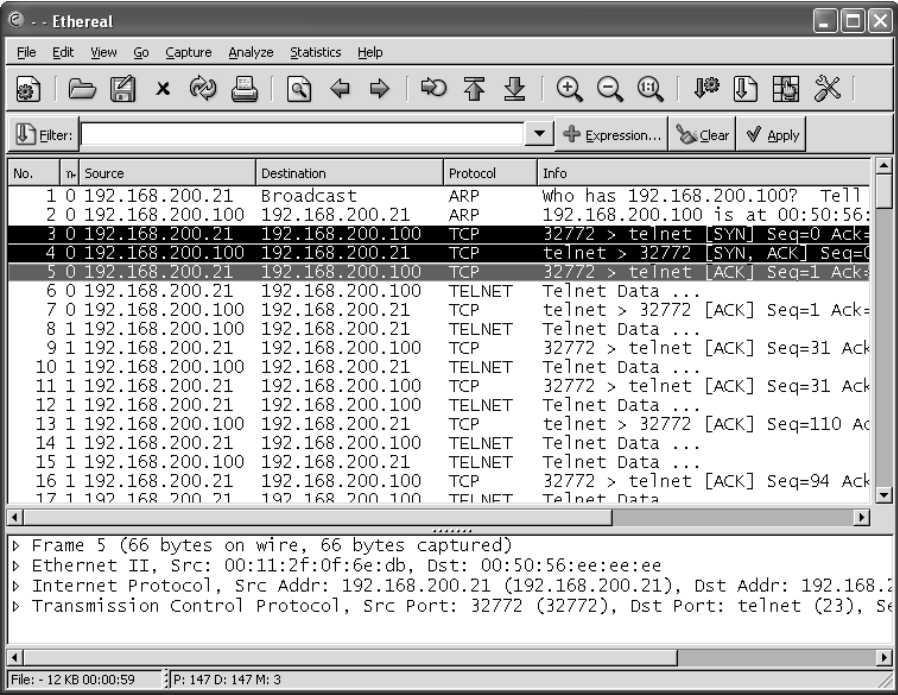 - - Ethereal
File Edit View Go Capture Analyze Statistics Help
Filter: Expression... Clear Apply
No. Source Destination Protocol Info
1 0 192.168.200.21 Broadcast ARP Who has 192.168.200.100? Tell
2 0 192.168.200.100 192.168.200.21 ARP 192.168.200.100 is at 00:50:56:
3 0 192.168.200.21 192.168.200.100 TCP 32772 > telnet [SYN] Seq=0 Ack=
4 0 192.168.200.100 192.168.200.21 TCP telnet > 32772 [SYN, ACK] Seq=0
5 0 192.168.200.21 192.168.200.100 TCP 32772 > telnet [ACK] Seq=1 Ack=
6 0 192.168.200.21 192.168.200.100 TELNET Telnet Data ...
7 0 192.168.200.100 192.168.200.21 TCP telnet > 32772 [ACK] Seq=1 Ack=
8 1 192.168.200.21 192.168.200.100 TELNET Telnet Data ...
9 1 192.168.200.21 192.168.200.100 TCP 32772 > telnet [ACK] Seq=31 Ack
10 1 192.168.200.100 192.168.200.21 TELNET Telnet Data ...
11 1 192.168.200.21 192.168.200.100 TCP 32772 > telnet [ACK] Seq=31 Ack
12 1 192.168.200.21 192.168.200.100 TELNET Telnet Data ...
13 1 192.168.200.100 192.168.200.21 TCP telnet > 32772 [ACK] Seq=110 Ac
14 1 192.168.200.21 192.168.200.100 TELNET Telnet Data ...
15 1 192.168.200.100 192.168.200.21 TELNET Telnet Data ...
16 1 192.168.200.21 192.168.200.100 TCP 32772 > telnet [ACK] Seq=94 Ack
17 1 192.168.200.21 192.168.200.100 TELNET Telnet Data
Frame 5 (66 bytes on wire, 66 bytes captured)
Ethernet II, Src: 00:11:2f:0f:6e:db, Dst: 00:50:56:ee:ee:ee
Internet Protocol, Src Addr: 192.168.200.21 (192.168.200.21), Dst Addr: 192.168.2
Transmission Control Protocol, Src Port: 32772 (32772), Dst Port: telnet (23), Se
File: - 12 KB 00:00:59 P: 147 D: 147 M: 3